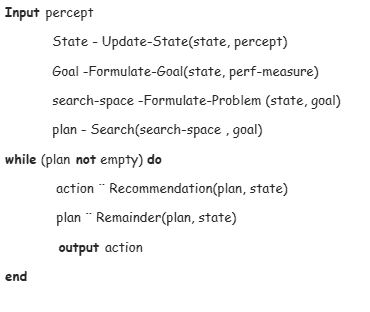 Input percept
State - Update-State(state, percept)
Goal -Formulate-Goal(state, perf-measure)
search-space -Formulate-Problem (state, goal)
plan - Search(search-space , goal)
while (plan not empty) do
action ¨ Recommendation(plan, state)
plan ¨ Remainder(plan, state)
output action
end